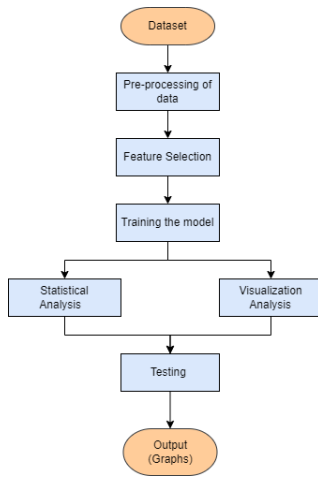 Dataset
Pre-processing of
data
Feature Selection
Training the model
Statistical
Analysis
Visualization
Analysis
Testing
Output
(Graphs)